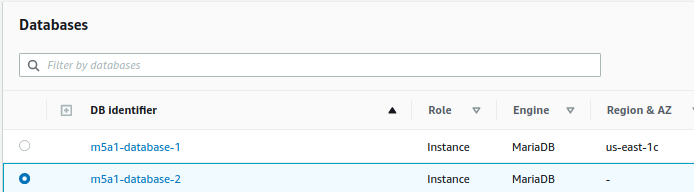 Databases
Filter by databases
DB identifier Role Engine Region & AZ
m5a1-database-1 Instance MariaDB us-east-1c
m5a1-database-2 Instance MariaDB -